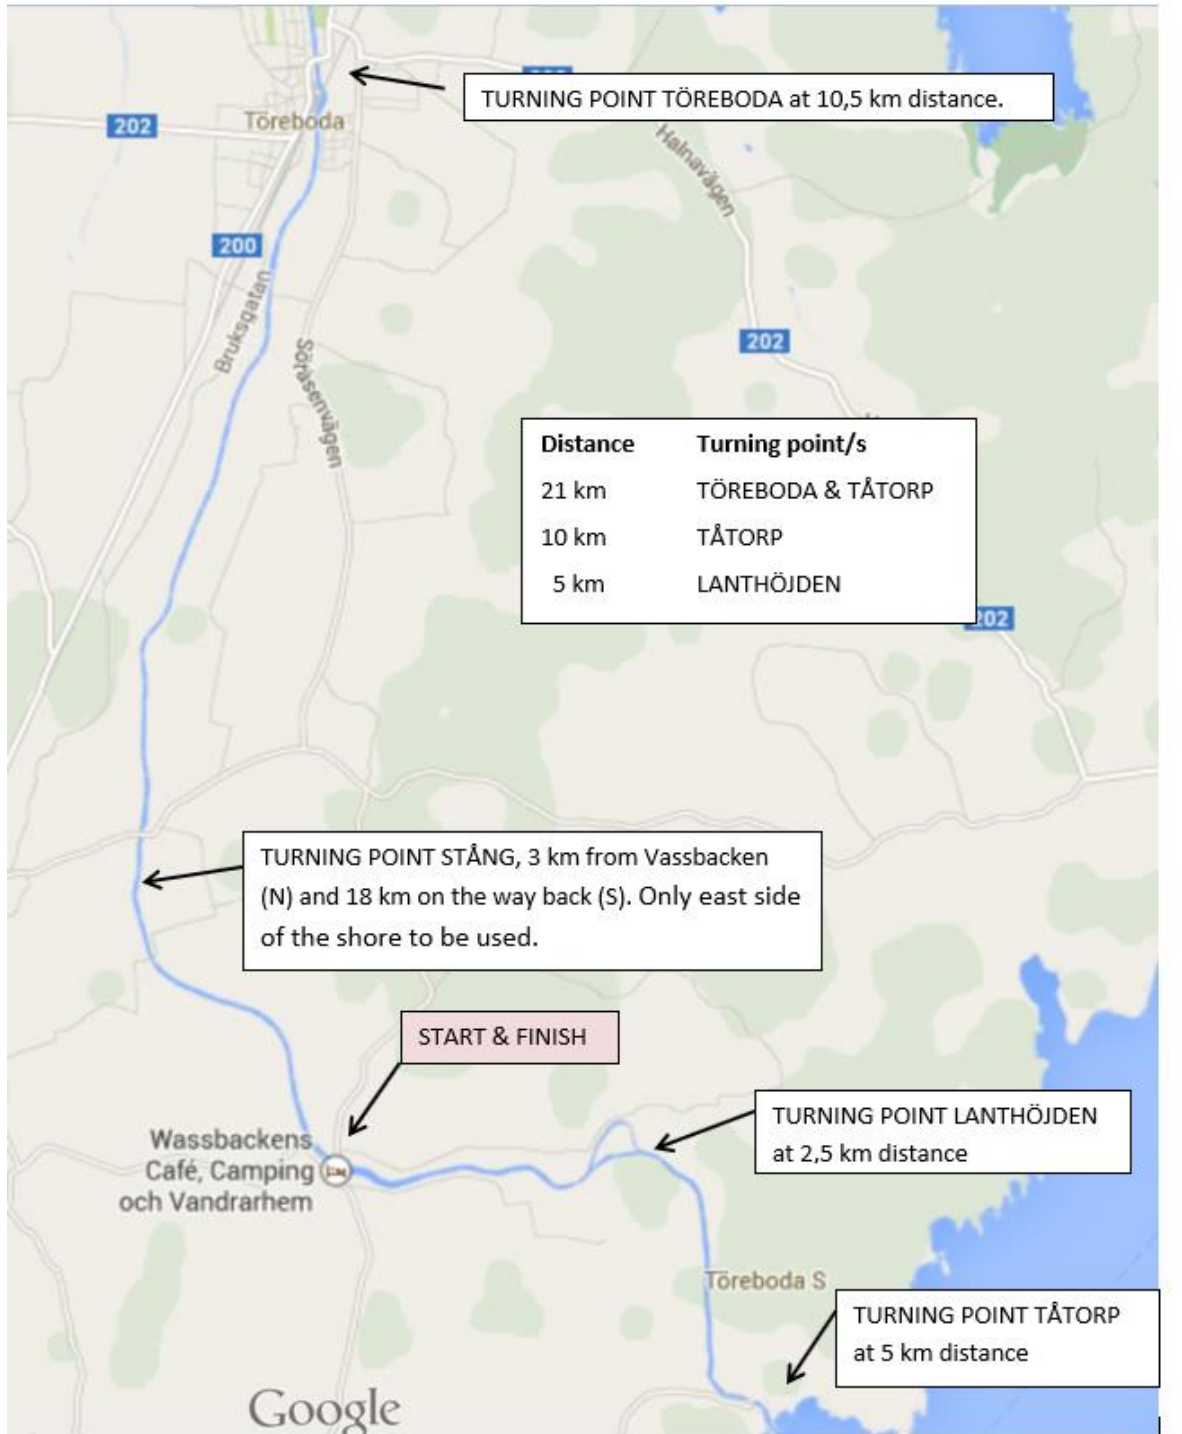 TURNING POINT TÖREBODA at 10,5 km distance.
202
Töreboda
Halnavägen
200
Bruksgatan
Söråsenvägen
202
Distance Turning point/s
21 km TÖREBODA & TÅTORP
10 km TÅTORP
5 km LANTHÖJDEN
202
TURNING POINT STÅNG, 3 km from Vassbacken
(N) and 18 km on the way back (S). Only east side
of the shore to be used.
START & FINISH
TURNING POINT LANTHÖJDEN
at 2,5 km distance
Wassbackens
Café, Camping
och Vandrarhem
Töreboda S
TURNING POINT TÅTORP
at 5 km distance
Google